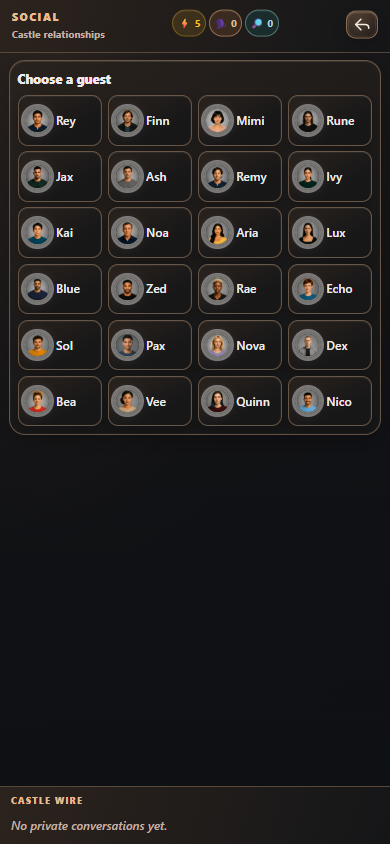 SOCIAL
Castle relationships
5 0 0
Choose a guest
Rey Finn Mimi Rune
Jax Ash Remy Ivy
Kai Noa Aria Lux
Blue Zed Rae Echo
Sol Pax Nova Dex
Bea Vee Quinn Nico
CASTLE WIRE
No private conversations yet.